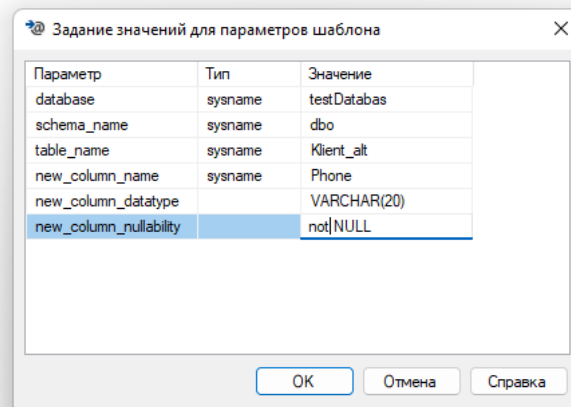 Задание значений для параметров шаблона
Параметр Тип Значение
database sysname testDatabas
schema_name sysname dbo
table_name sysname Klient_alt
new_column_name sysname Phone
new_column_datatype VARCHAR(20)
new_column_nullability not NULL
OK Отмена Справка